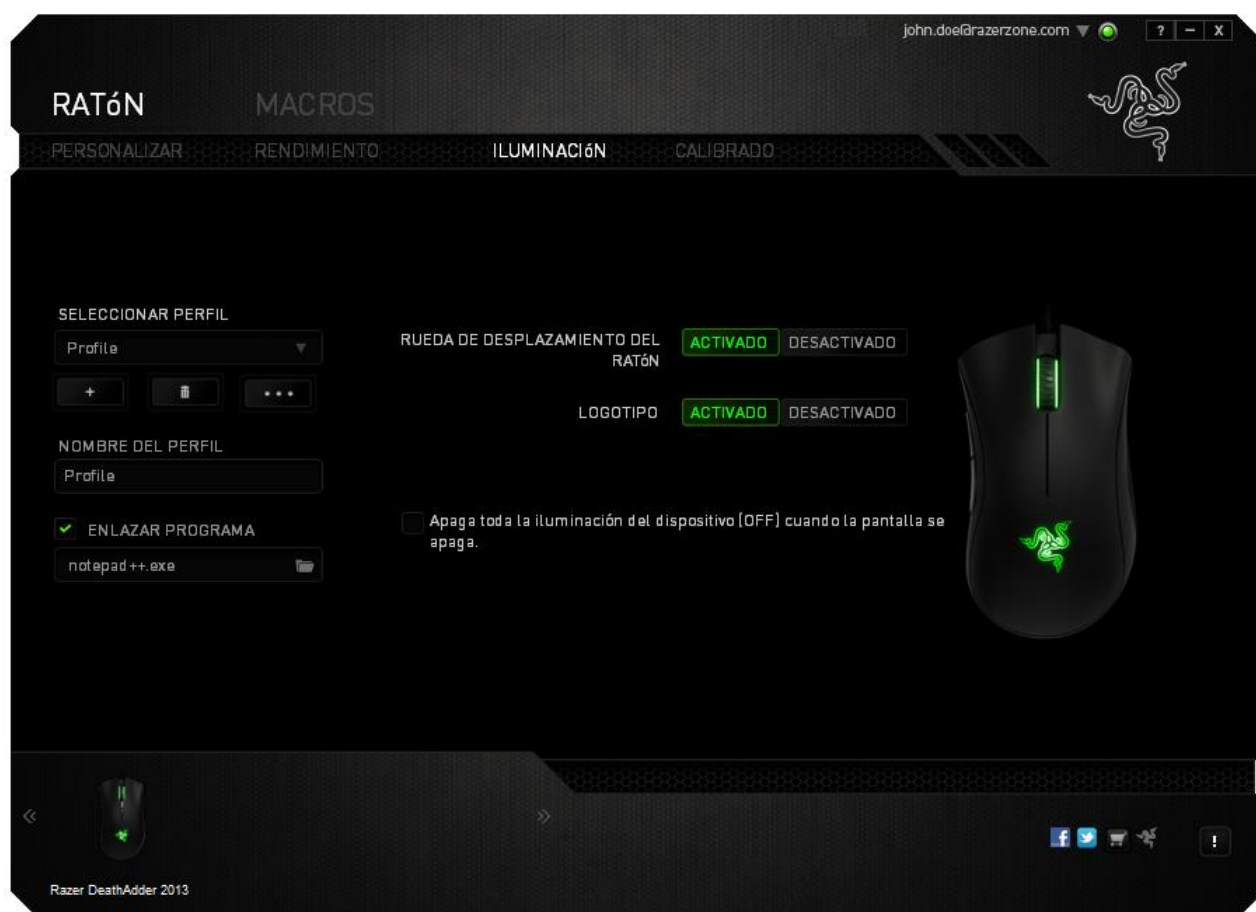 john.doe@razerzone.com
? – X
RATóN
MACROS
PERSONALIZAR
RENDIMIENTO
ILUMINACIóN
CALIBRADO
SELECCIONAR PERFIL
Profile
+
NOMBRE DEL PERFIL
Profile
ENLAZAR PROGRAMA
notepad++.exe
RUEDA DE DESPLAZAMIENTO DEL
RATóN
ACTIVADO
DESACTIVADO
LOGOTIPO
ACTIVADO
DESACTIVADO
Apaga toda la iluminación del dispositivo (OFF) cuando la pantalla se
apaga.
Razer DeathAdder 2013
!